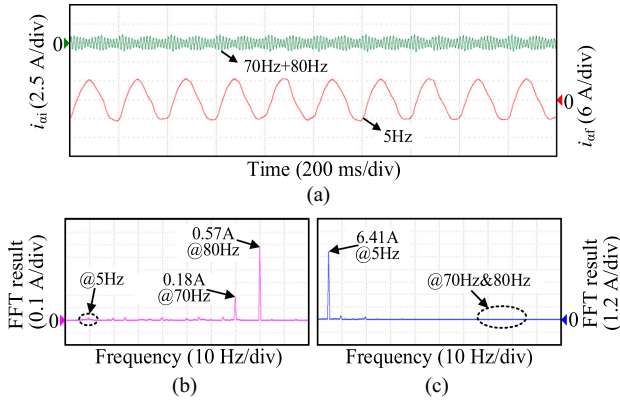 0
i_αi (2.5 A/div)
70Hz+80Hz
5Hz
0
i_αf (6 A/div)
Time (200 ms/div)
(a)
FFT result
(0.1 A/div)
0
@5Hz
0.57A
@80Hz
0.18A
@70Hz
Frequency (10 Hz/div)
(b)
6.41A
@5Hz
@70Hz&80Hz
0
FFT result
(1.2 A/div)
Frequency (10 Hz/div)
(c)